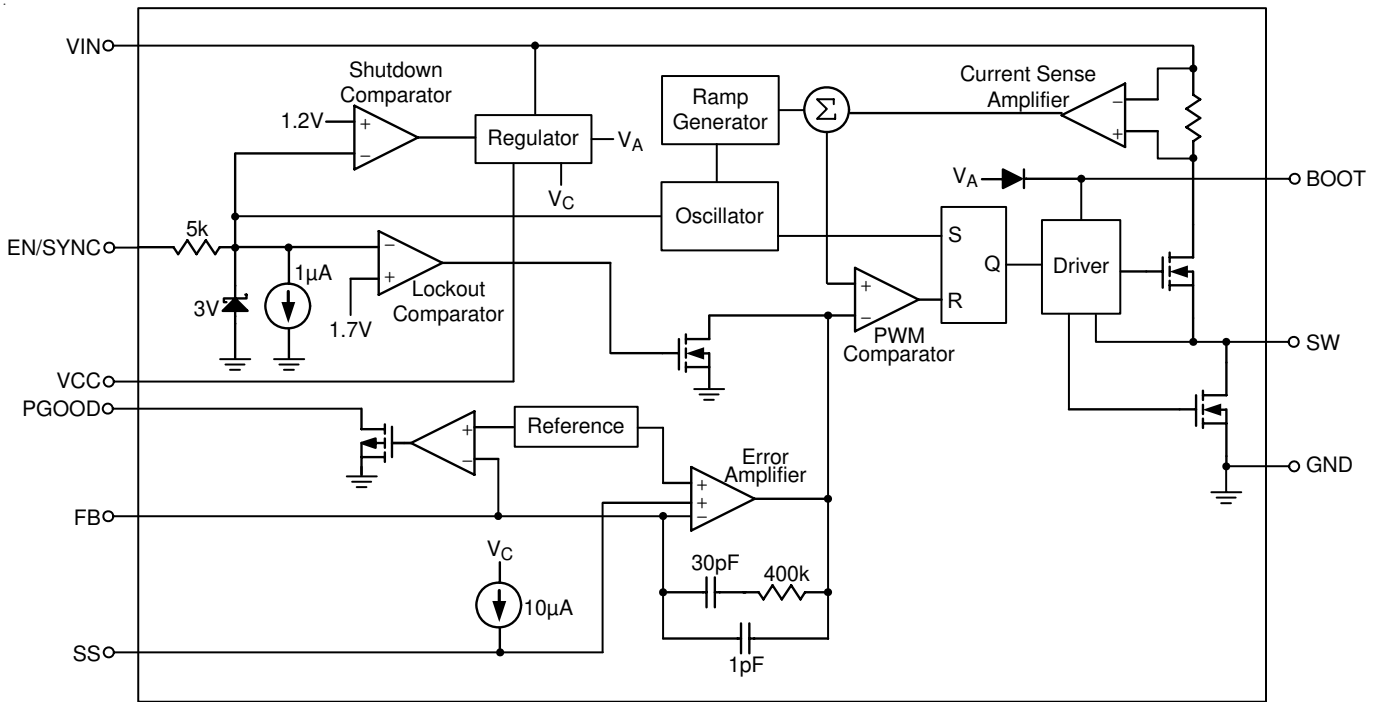 VIN
Shutdown
Comparator
1.2V
+
−
Regulator
VA
VC
Ramp
Generator
Σ
Current Sense
Amplifier
−
+
VA
BOOT
Oscillator
EN/SYNC
5k
−
+
1µA
Lockout
Comparator
3V
1.7V
S
Q
R
Driver
+
−
PWM
Comparator
SW
VCC
PGOOD
+
−
Reference
Error
Amplifier
+
+
−
GND
FB
VC
30pF
400k
10µA
SS
1pF